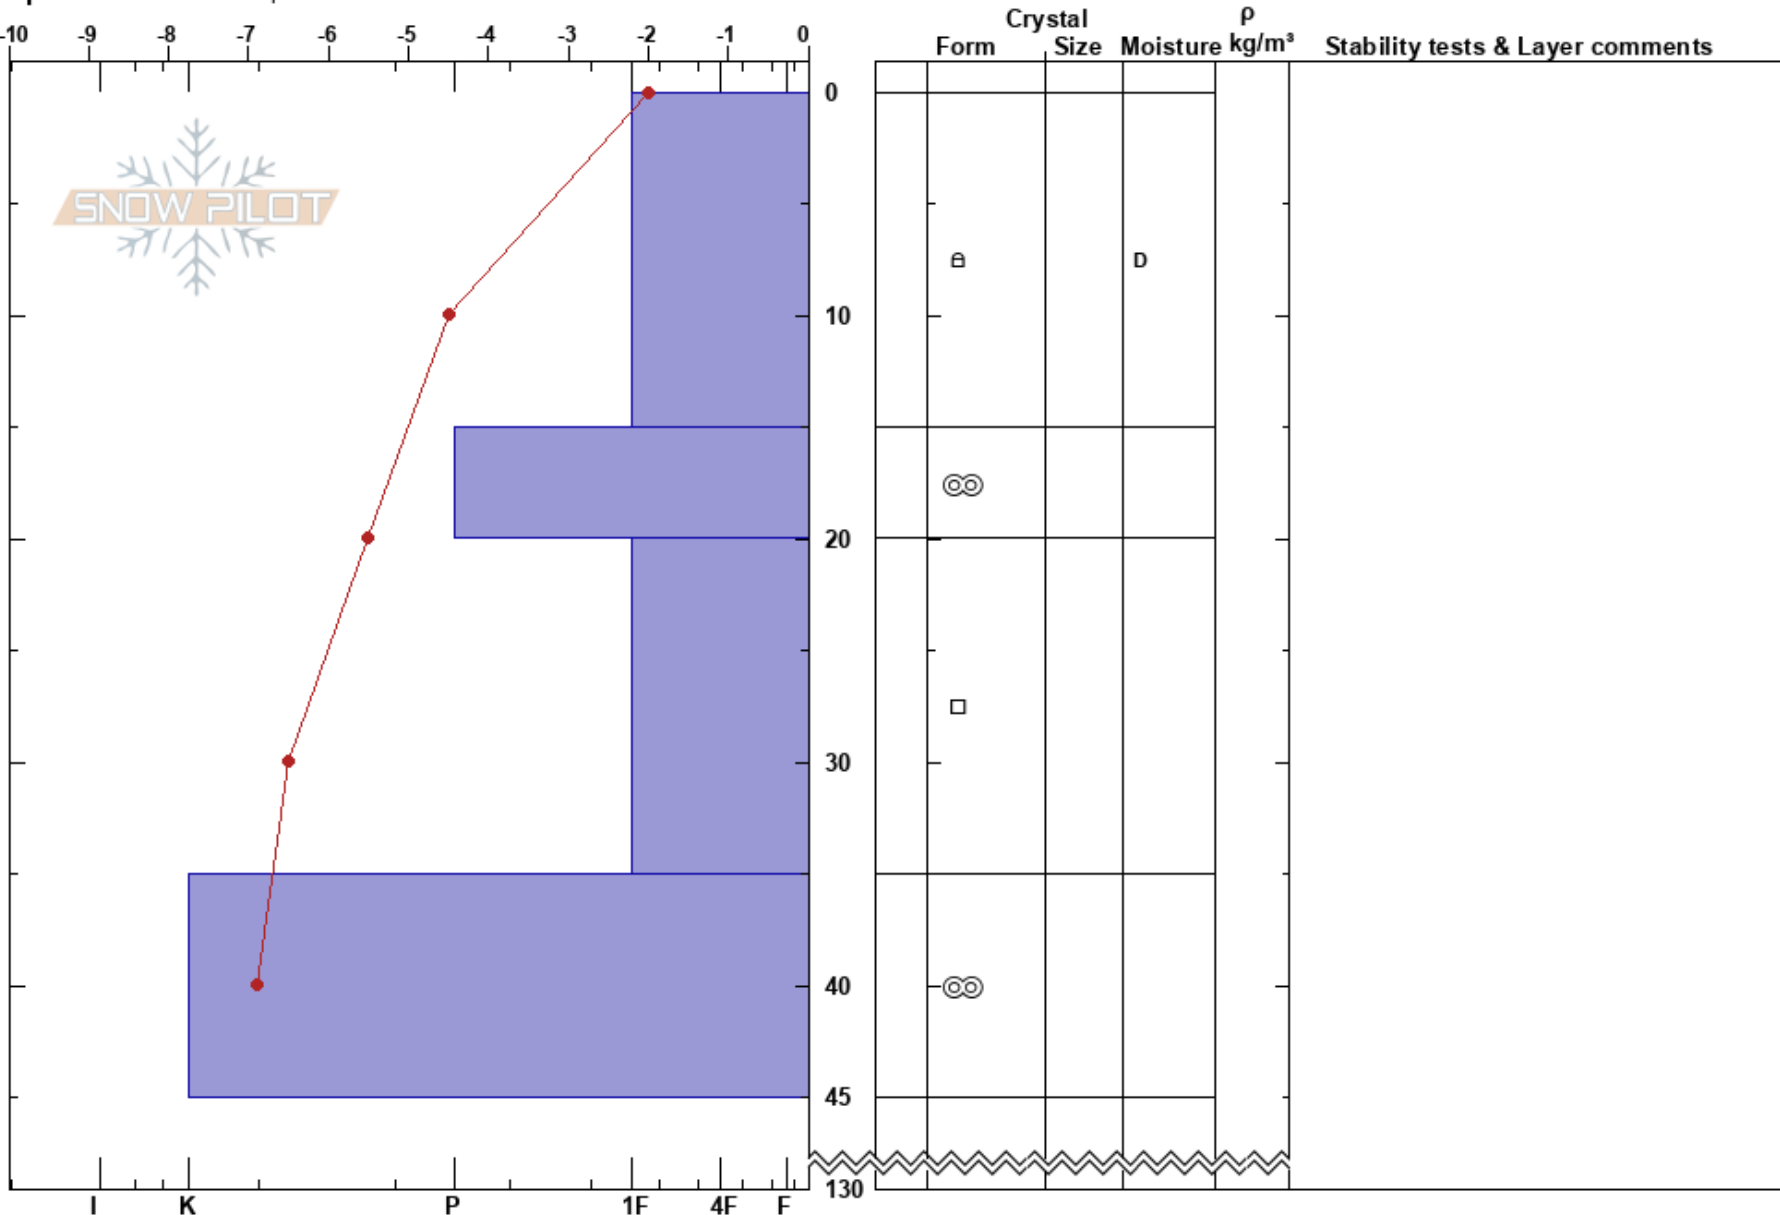 Crystal ρ
-10 -9 -8 -7 -6 -5 -4 -3 -2 -1 0 Form Size Moisture kg/m³ Stability tests & Layer comments
0
SNOW PILOT
D
10
20
30
40
45
130
I K P 1F 4F F